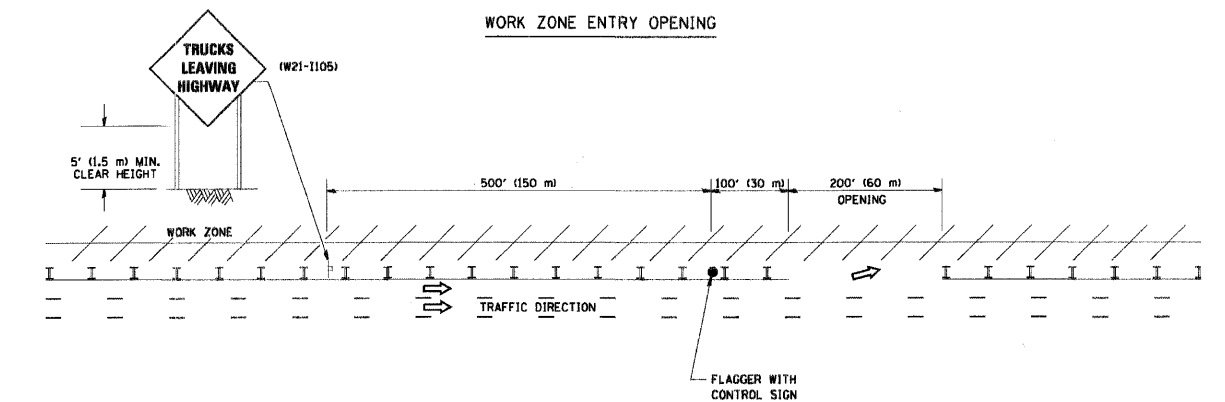 WORK ZONE ENTRY OPENING
TRUCKS
LEAVING
HIGHWAY
(W21-I105)
5' (1.5 m) MIN.
CLEAR HEIGHT
500' (150 m)
100' (30 m)
200' (60 m)
OPENING
WORK ZONE
TRAFFIC DIRECTION
FLAGGER WITH
CONTROL SIGN